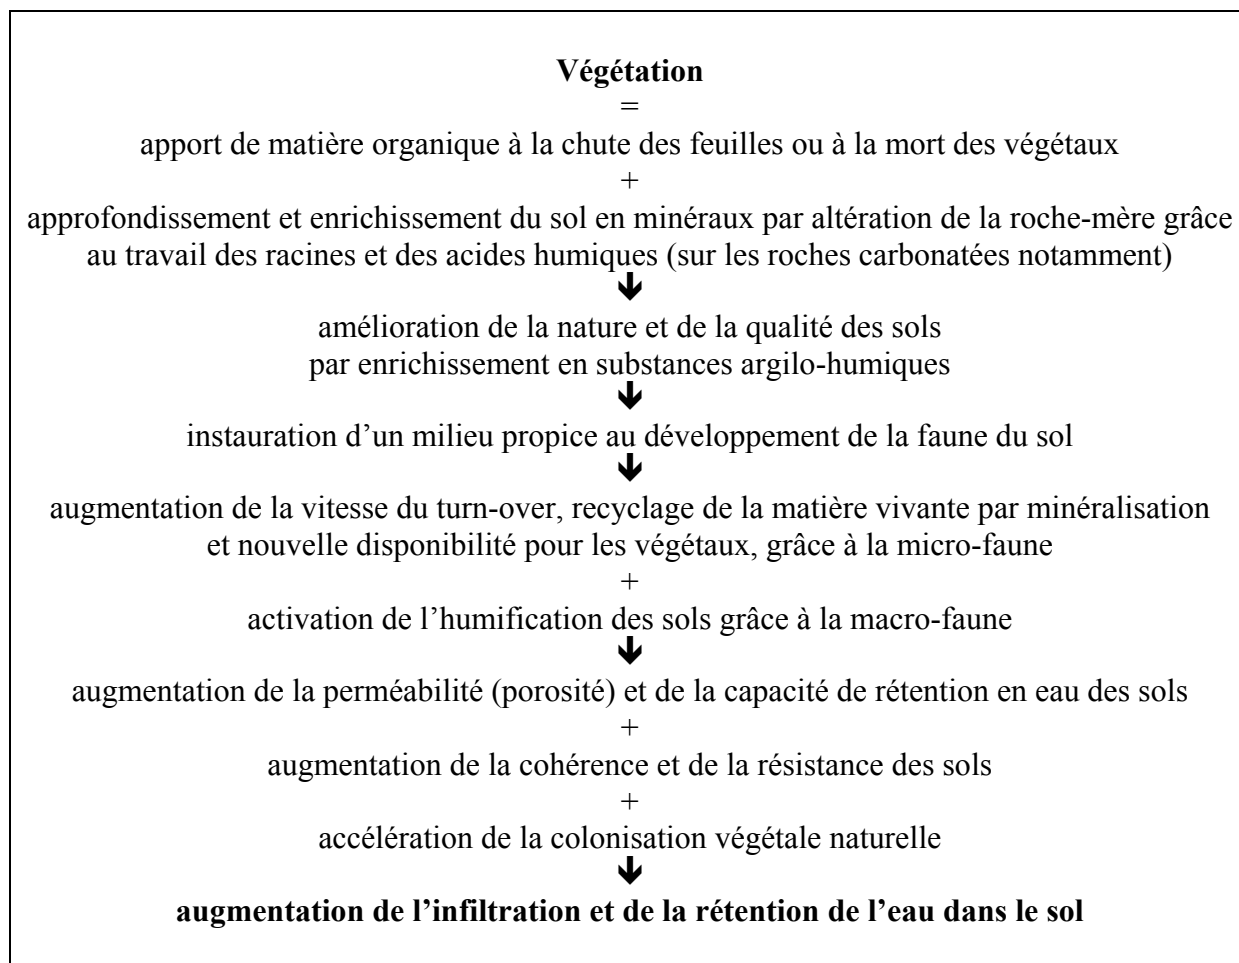 Végétation
=
apport de matière organique à la chute des feuilles ou à la mort des végétaux
+
approfondissement et enrichissement du sol en minéraux par altération de la roche-mère grâce
au travail des racines et des acides humiques (sur les roches carbonatées notamment)
🡻
amélioration de la nature et de la qualité des sols
par enrichissement en substances argilo-humiques
🡻
instauration d’un milieu propice au développement de la faune du sol
🡻
augmentation de la vitesse du turn-over, recyclage de la matière vivante par minéralisation
et nouvelle disponibilité pour les végétaux, grâce à la micro-faune
+
activation de l’humification des sols grâce à la macro-faune
🡻
augmentation de la perméabilité (porosité) et de la capacité de rétention en eau des sols
+
augmentation de la cohérence et de la résistance des sols
+
accélération de la colonisation végétale naturelle
🡻
augmentation de l’infiltration et de la rétention de l’eau dans le sol